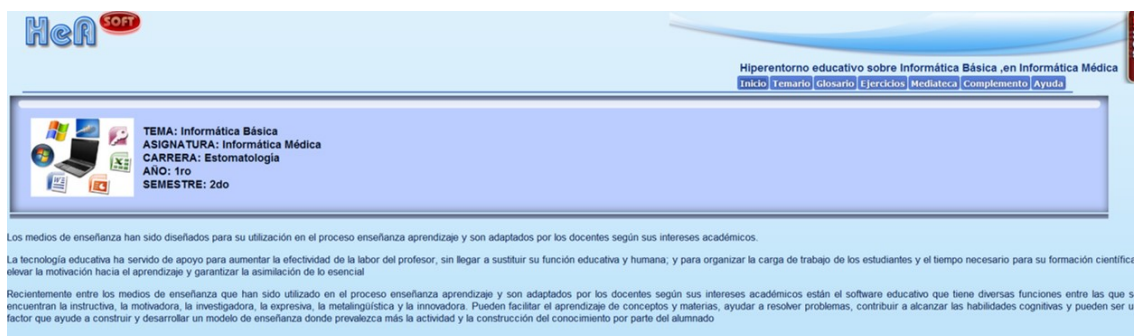 HeA SOFT
Hiperentorno educativo sobre Informática Básica ,en Informática Médica
Inicio Temario Glosario Ejercicios Mediateca Complemento Ayuda
TEMA: Informática Básica
ASIGNATURA: Informática Médica
CARRERA: Estomatología
AÑO: 1ro
SEMESTRE: 2do
Los medios de enseñanza han sido diseñados para su utilización en el proceso enseñanza aprendizaje y son adaptados por los docentes según sus intereses académicos.
La tecnología educativa ha servido de apoyo para aumentar la efectividad de la labor del profesor, sin llegar a sustituir su función educativa y humana; y para organizar la carga de trabajo de los estudiantes y el tiempo necesario para su formación científica
elevar la motivación hacia el aprendizaje y garantizar la asimilación de lo esencial
Recientemente entre los medios de enseñanza que han sido utilizado en el proceso enseñanza aprendizaje y son adaptados por los docentes según sus intereses académicos están el software educativo que tiene diversas funciones entre las que s
encuentran la instructiva, la motivadora, la investigadora, la expresiva, la metalingüística y la innovadora. Pueden facilitar el aprendizaje de conceptos y materias, ayudar a resolver problemas, contribuir a alcanzar las habilidades cognitivas y pueden ser u
factor que ayude a construir y desarrollar un modelo de enseñanza donde prevalezca más la actividad y la construcción del conocimiento por parte del alumnado